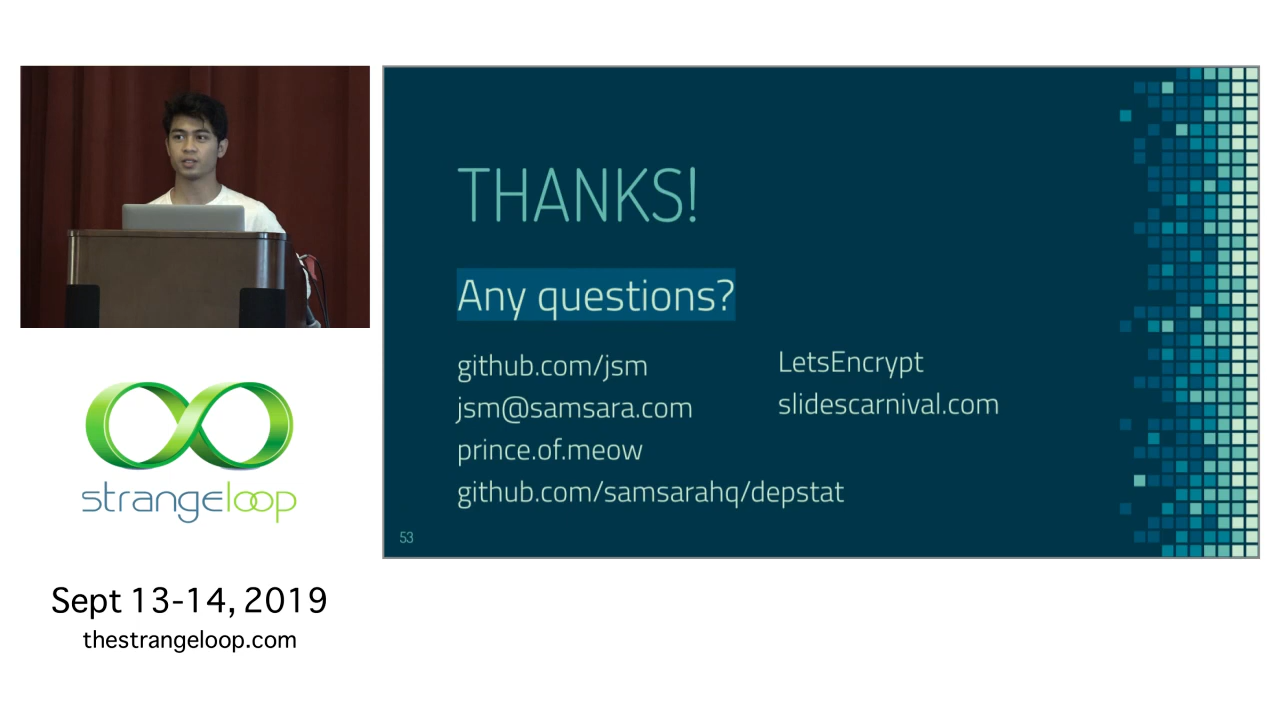 THANKS!
Any questions?
github.com/jsm
jsm@samsara.com
prince.of.meow
github.com/samsarahq/depstat
LetsEncrypt
slidescarnival.com
53
strangeloop
Sept 13-14, 2019
thestrangeloop.com